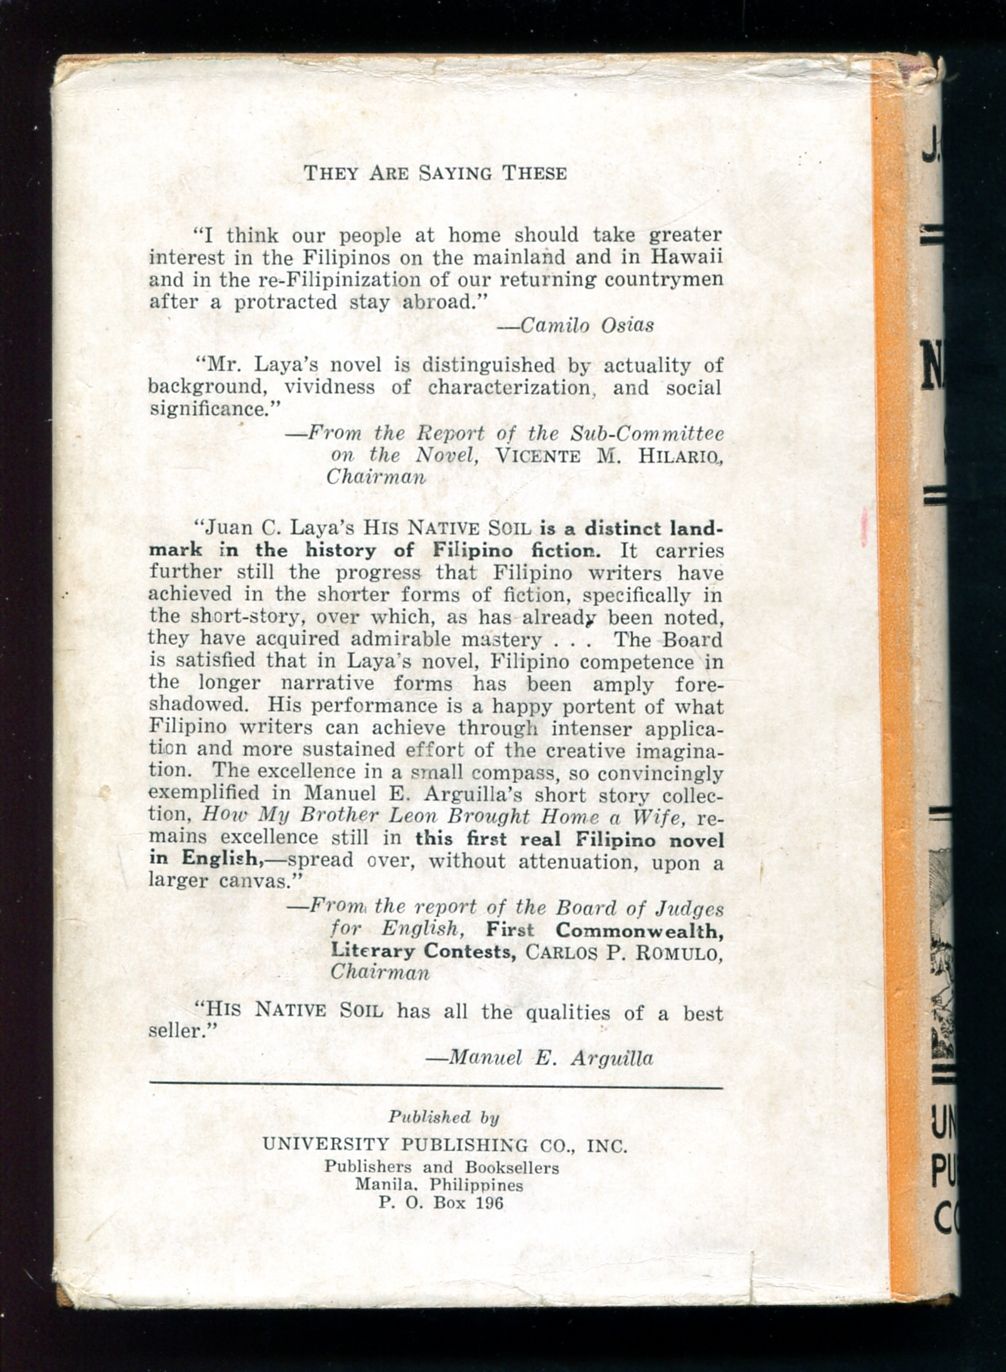 THEY ARE SAYING THESE
"I think our people at home should take greater
interest in the Filipinos on the mainland and in Hawaii
and in the re-Filipinization of our returning countrymen
after a protracted stay abroad."
—Camilo Osias
"Mr. Laya's novel is distinguished by actuality of
background, vividness of characterization, and social
significance."
—From the Report of the Sub-Committee
on the Novel, VICENTE M. HILARIO,
Chairman
"Juan C. Laya's HIS NATIVE SOIL is a distinct land-
mark in the history of Filipino fiction. It carries
further still the progress that Filipino writers have
achieved in the shorter forms of fiction, specifically in
the short-story, over which, as has already been noted,
they have acquired admirable mastery . . . The Board
is satisfied that in Laya's novel, Filipino competence in
the longer narrative forms has been amply fore-
shadowed. His performance is a happy portent of what
Filipino writers can achieve through intenser applica-
tion and more sustained effort of the creative imagina-
tion. The excellence in a small compass, so convincingly
exemplified in Manuel E. Arguilla's short story collec-
tion, How My Brother Leon Brought Home a Wife, re-
mains excellence still in this first real Filipino novel
in English,—spread over, without attenuation, upon a
larger canvas."
—From the report of the Board of Judges
for English, First Commonwealth,
Literary Contests, CARLOS P. ROMULO,
Chairman
"HIS NATIVE SOIL has all the qualities of a best
seller."
—Manuel E. Arguilla
Published by
UNIVERSITY PUBLISHING CO., INC.
Publishers and Booksellers
Manila. Philippines
P. O. Box 196
J.
NA
UN
PU
CO